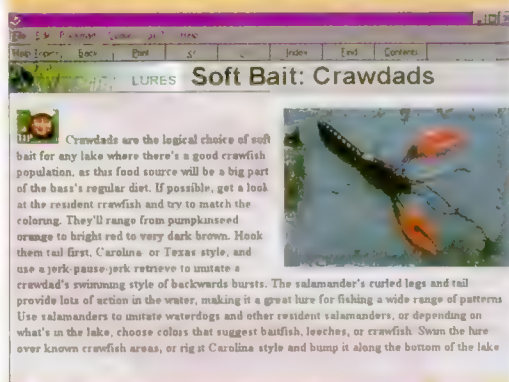 Help Topics Back Print Index Find Contents
LURES Soft Bait: Crawdads
Crawdads are the logical choice of soft
bait for any lake where there's a good crawfish
population, as this food source will be a big part
of the bass's regular diet. If possible, get a look
at the resident crawfish and try to match the
coloring. They'll range from pumpkinseed
orange to bright red to very dark brown. Hook
them tail first, Carolina or Texas style, and
use a jerk-pause-jerk retrieve to imitate a
crawdad's swimming style of backwards bursts. The salamander's curled legs and tail
provide lots of action in the water, making it a great lure for fishing a wide range of patterns
Use salamanders to imitate waterdogs and other resident salamanders, or depending on
what's in the lake, choose colors that suggest baitfish, leeches, or crawfish. Swim the lure
over known crawfish areas, or rig it Carolina style and bump it along the bottom of the lake